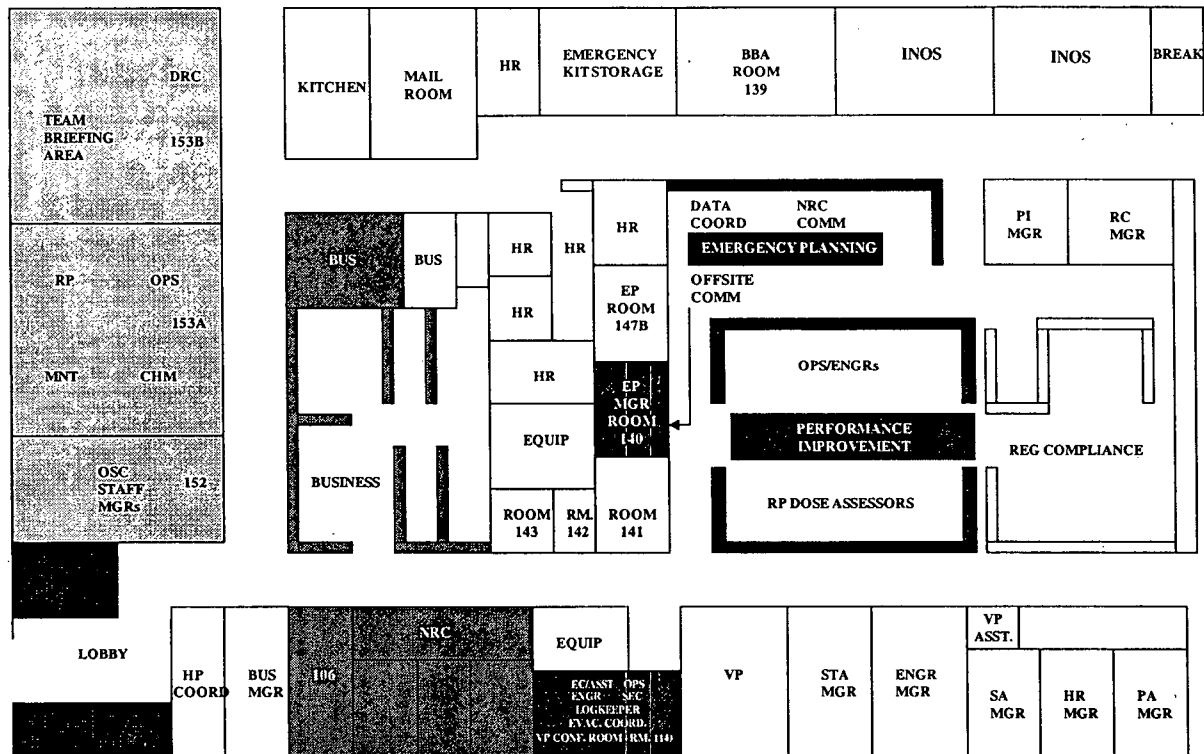 DRC
TEAM
BRIEFING
AREA
153B
RP
OPS
153A
MNT
CHM
OSC
STAFF
MGRs
152
KITCHEN
MAIL
ROOM
HR
EMERGENCY
KIT STORAGE
BBA
ROOM
139
INOS
INOS
BREAK
BUS
BUS
HR
HR
HR
HR
EQUIP
BUSINESS
ROOM
143
RM.
142
HR
EP
ROOM
147B
EP
MGR
ROOM
140
ROOM
141
DATA
COORD
NRC
COMM
EMERGENCY PLANNING
OFFSITE
COMM
OPS/ENGRs
PERFORMANCE
IMPROVEMENT
RP DOSE ASSESSORS
PI
MGR
RC
MGR
REG COMPLIANCE
LOBBY
HP
COORD
BUS
MGR
106
NRC
EQUIP
EC/ASST OPS
ENGR SEC
LOGKEEPER
EVAC. COORD.
VP CONF. ROOM (RM. 114)
VP
STA
MGR
ENGR
MGR
VP
ASST.
SA
MGR
HR
MGR
PA
MGR